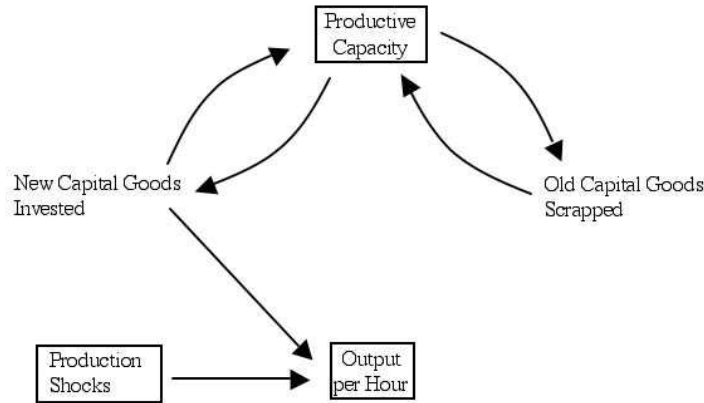 Productive
Capacity
New Capital Goods
Invested
Old Capital Goods
Scrapped
Production
Shocks
Output
per Hour